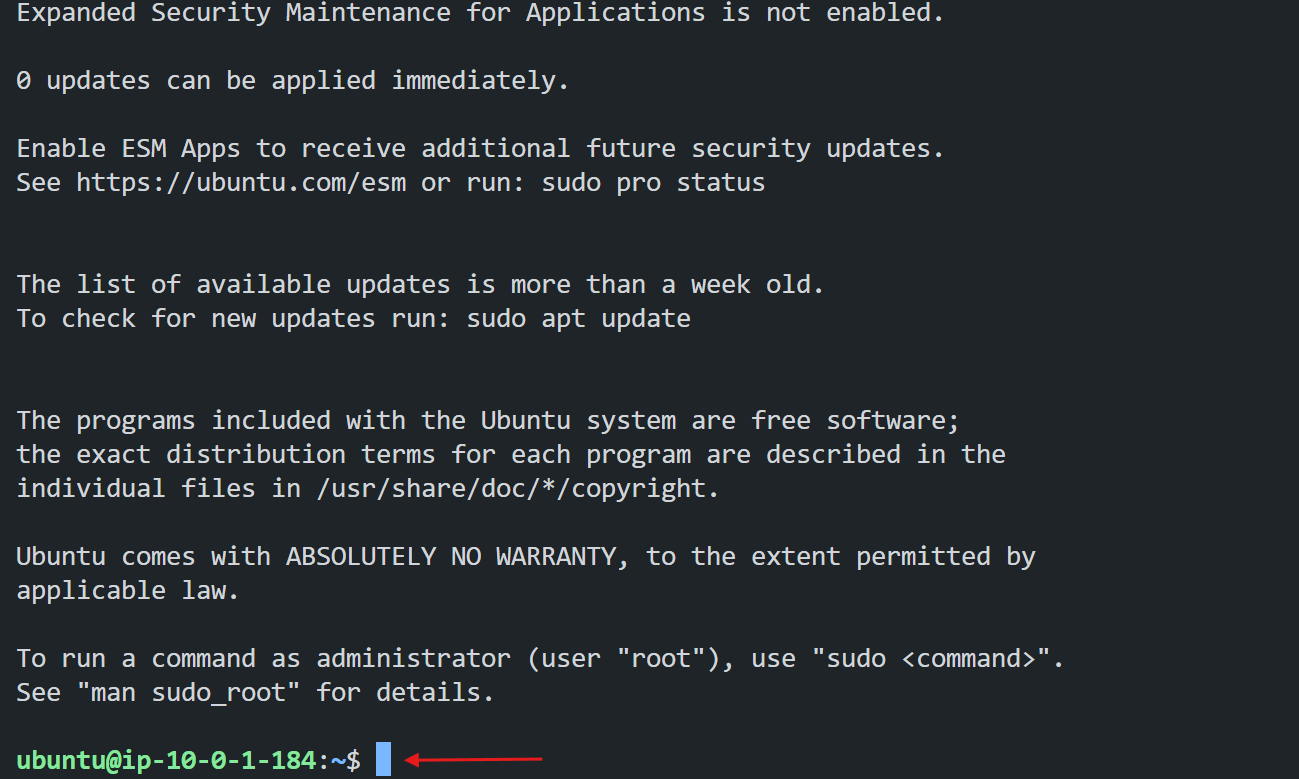 Expanded Security Maintenance for Applications is not enabled.
0 updates can be applied immediately.
Enable ESM Apps to receive additional future security updates.
See https://ubuntu.com/esm or run: sudo pro status
The list of available updates is more than a week old.
To check for new updates run: sudo apt update
The programs included with the Ubuntu system are free software;
the exact distribution terms for each program are described in the
individual files in /usr/share/doc/*/copyright.
Ubuntu comes with ABSOLUTELY NO WARRANTY, to the extent permitted by
applicable law.
To run a command as administrator (user "root"), use "sudo <command>".
See "man sudo_root" for details.
ubuntu@ip-10-0-1-184:~$